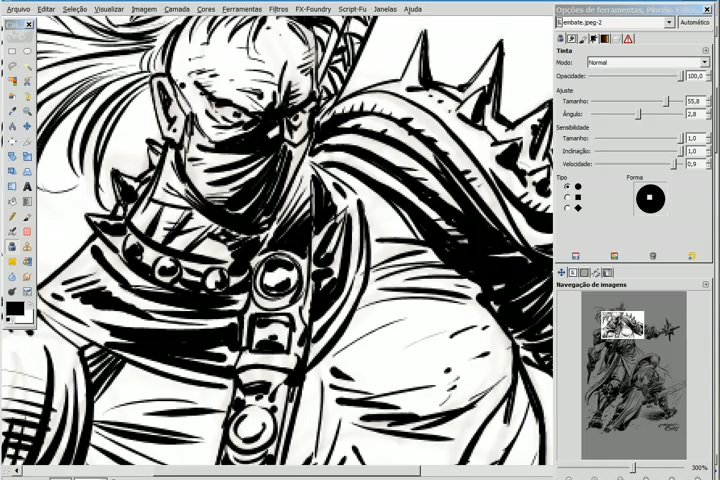 Arquivo Editar Seleção Visualizar Imagem Camada Cores Ferramentas Filtros FX-Foundry Script-Fu Janelas Ajuda
Opções de ferramentas, Pincéis,
embate.jpeg-2 Automático
Tinta
Modo: Normal
Opacidade: 100,0
Ajuste
Tamanho: 55,8
Ângulo: 2,8
Sensibilidade
Tamanho: 1,0
Inclinação: 1,0
Velocidade: 0,9
Tipo Forma
Navegação de imagens
300%